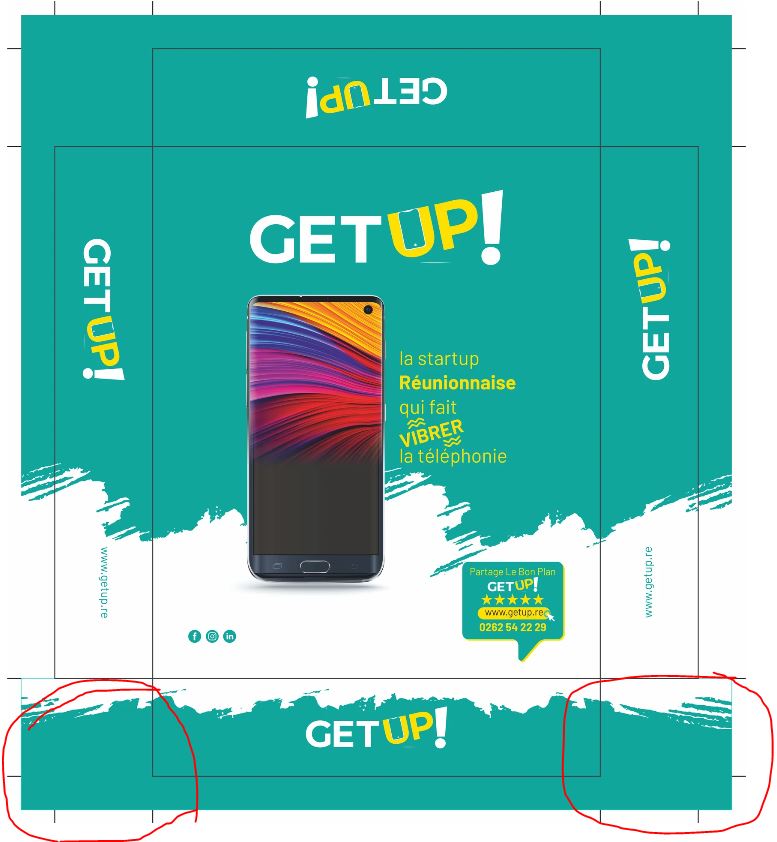 GETUP!
GETUP!
GETUP!
GETUP!
la startup
Réunionnaise
qui fait
VIBRER
la téléphonie
www.getup.re
www.getup.re
Partage Le Bon Plan
GETUP!
www.getup.re
0262 54 22 29
f in
GETUP!